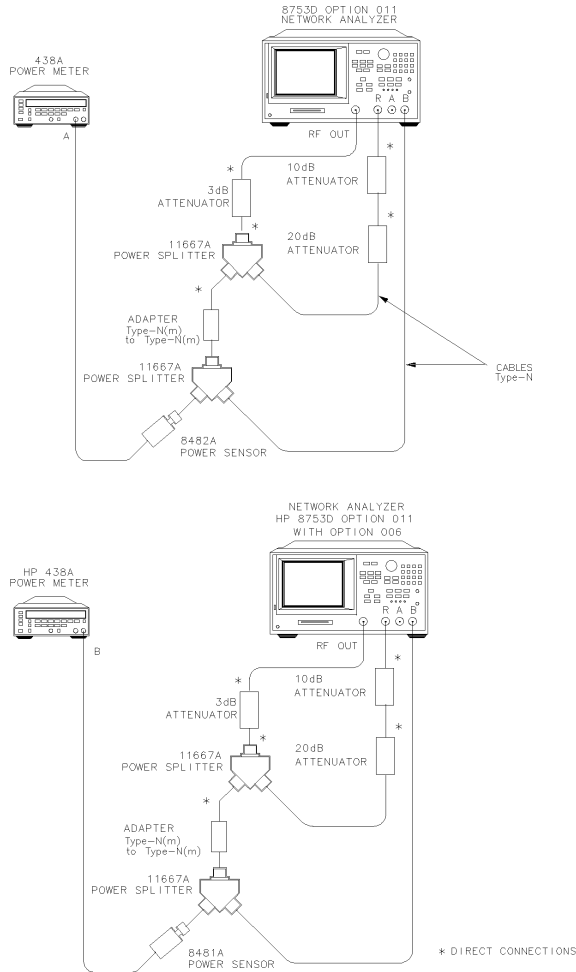 8753D OPTION 011
NETWORK ANALYZER
438A
POWER METER
A
R A B
RF OUT
*
*
3dB
ATTENUATOR
10dB
ATTENUATOR
*
*
20dB
ATTENUATOR
11667A
POWER SPLITTER
*
ADAPTER
Type-N(m)
to Type-N(m)
11667A
POWER SPLITTER
CABLES
Type-N
8482A
POWER SENSOR
NETWORK ANALYZER
HP 8753D OPTION 011
WITH OPTION 006
HP 438A
POWER METER
B
R A B
RF OUT
*
*
3dB
ATTENUATOR
10dB
ATTENUATOR
*
*
20dB
ATTENUATOR
11667A
POWER SPLITTER
*
ADAPTER
Type-N(m)
to Type-N(m)
11667A
POWER SPLITTER
8481A
POWER SENSOR
* DIRECT CONNECTIONS